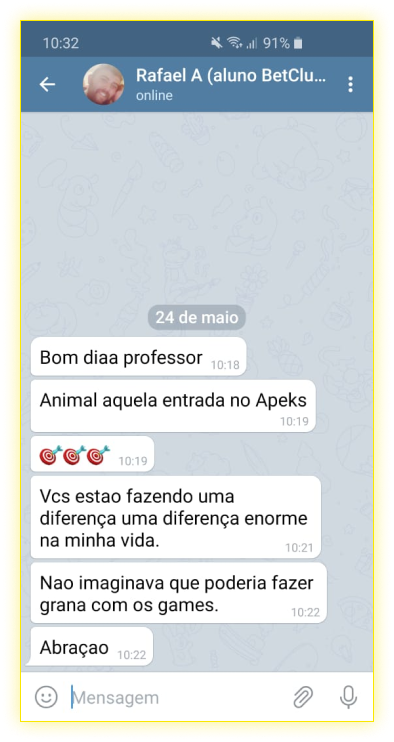 10:32
91%
Rafael A (aluno BetClu...
online
24 de maio
Bom diaa professor 10:18
Animal aquela entrada no Apeks
10:19
🎯🎯🎯 10:19
Vcs estao fazendo uma
diferença uma diferença enorme
na minha vida.
10:21
Nao imaginava que poderia fazer
grana com os games.
10:22
Abraçao 10:22
Mensagem